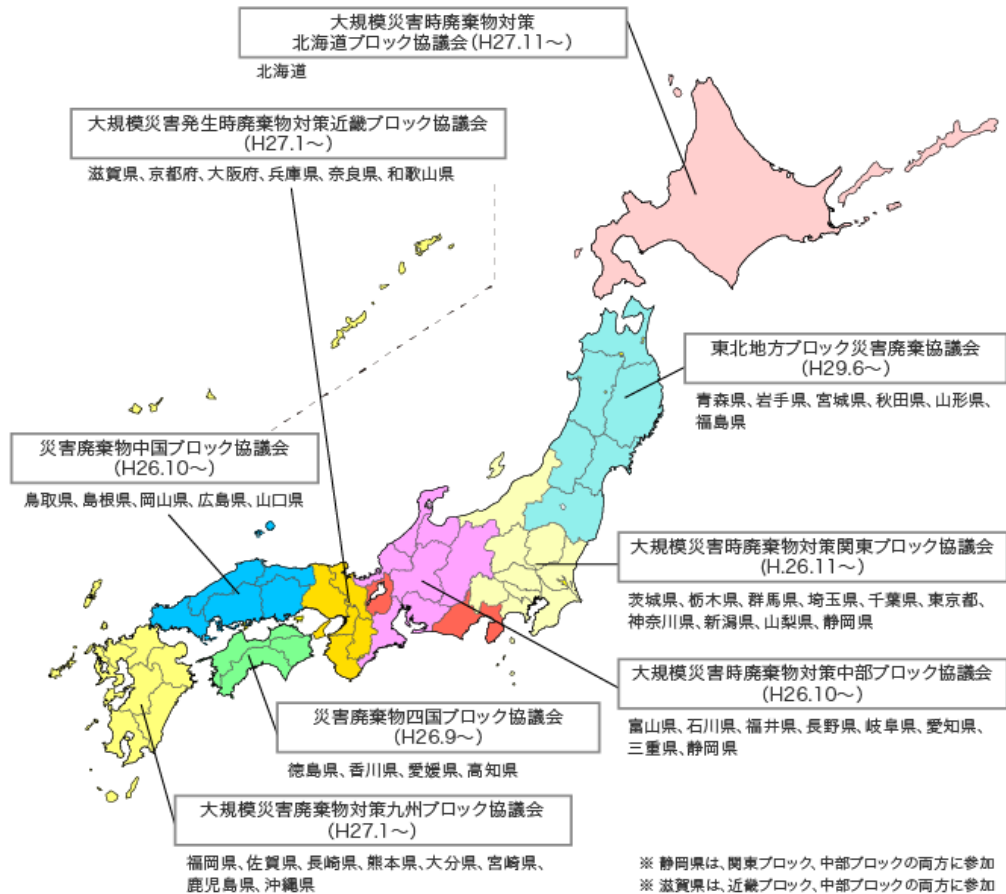 大規模災害時廃棄物対策
北海道ブロック協議会（H27.11～）
北海道
大規模災害発生時廃棄物対策近畿ブロック協議会
（H27.1～）
滋賀県、京都府、大阪府、兵庫県、奈良県、和歌山県
東北地方ブロック災害廃棄協議会
（H29.6～）
青森県、岩手県、宮城県、秋田県、山形県、
福島県
災害廃棄物中国ブロック協議会
（H26.10～）
鳥取県、島根県、岡山県、広島県、山口県
大規模災害時廃棄物対策関東ブロック協議会
（H.26.11～）
茨城県、栃木県、群馬県、埼玉県、千葉県、東京都、
神奈川県、新潟県、山梨県、静岡県
大規模災害時廃棄物対策中部ブロック協議会
（H26.10～）
富山県、石川県、福井県、長野県、岐阜県、愛知県、
三重県、静岡県
災害廃棄物四国ブロック協議会
（H26.9～）
徳島県、香川県、愛媛県、高知県
大規模災害廃棄物対策九州ブロック協議会
（H27.1～）
福岡県、佐賀県、長崎県、熊本県、大分県、宮崎県、
鹿児島県、沖縄県
※ 静岡県は、関東ブロック、中部ブロックの両方に参加
※ 滋賀県は、近畿ブロック、中部ブロックの両方に参加